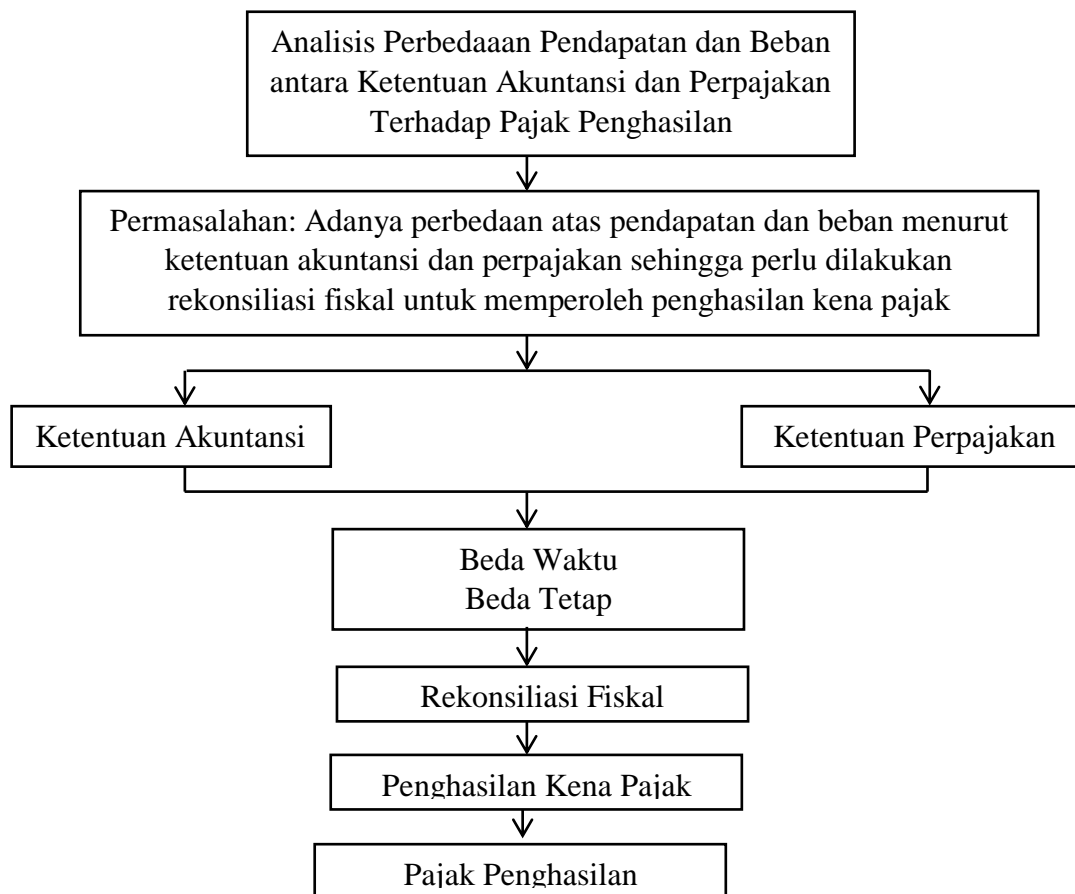 Analisis Perbedaaan Pendapatan dan Beban
antara Ketentuan Akuntansi dan Perpajakan
Terhadap Pajak Penghasilan
Permasalahan: Adanya perbedaan atas pendapatan dan beban menurut
ketentuan akuntansi dan perpajakan sehingga perlu dilakukan
rekonsiliasi fiskal untuk memperoleh penghasilan kena pajak
Ketentuan Akuntansi
Ketentuan Perpajakan
Beda Waktu
Beda Tetap
Rekonsiliasi Fiskal
Penghasilan Kena Pajak
Pajak Penghasilan